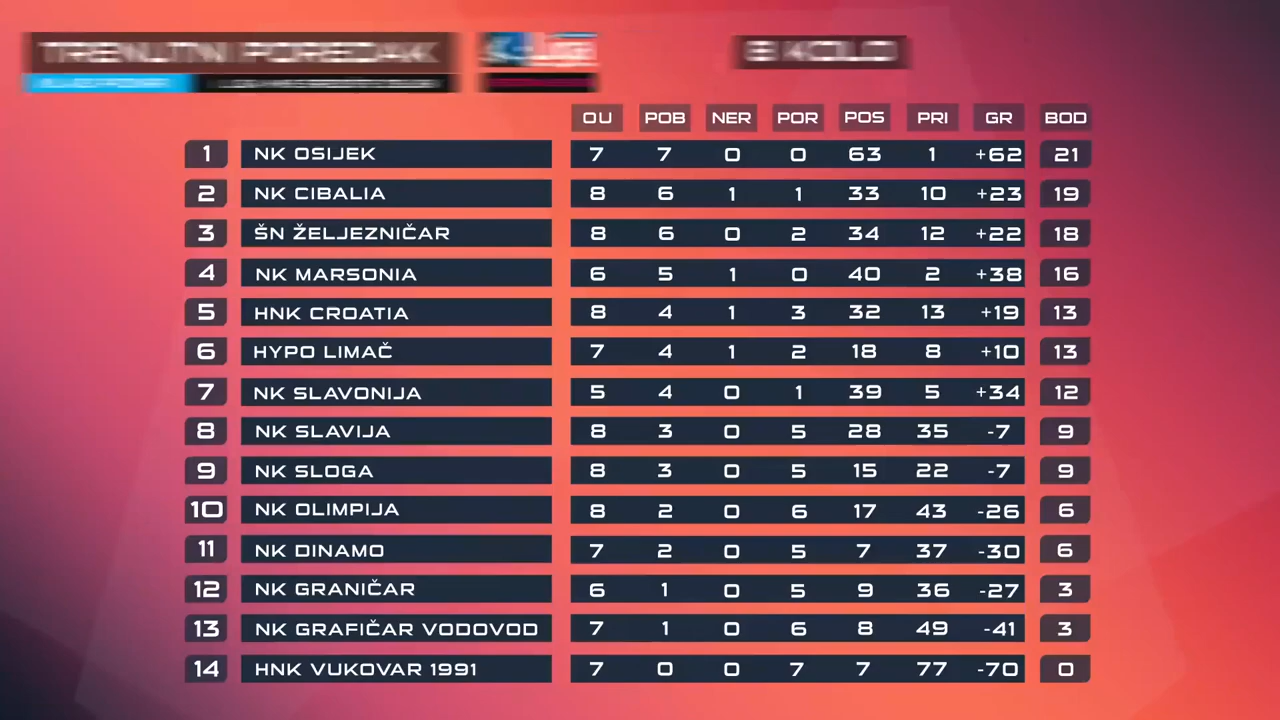 TRENUTNI POREDAK
8 KOLO
OU POB NER POR POS PRI GR BOD
1 NK OSIJEK 7 7 0 0 63 1 +62 21
2 NK CIBALIA 8 6 1 1 33 10 +23 19
3 ŠN ŽELJEZNIČAR 8 6 0 2 34 12 +22 18
4 NK MARSONIA 6 5 1 0 40 2 +38 16
5 HNK CROATIA 8 4 1 3 32 13 +19 13
6 HYPO LIMAČ 7 4 1 2 18 8 +10 13
7 NK SLAVONIJA 5 4 0 1 39 5 +34 12
8 NK SLAVIJA 8 3 0 5 28 35 -7 9
9 NK SLOGA 8 3 0 5 15 22 -7 9
10 NK OLIMPIJA 8 2 0 6 17 43 -26 6
11 NK DINAMO 7 2 0 5 7 37 -30 6
12 NK GRANIČAR 6 1 0 5 9 36 -27 3
13 NK GRAFIČAR VODOVOD 7 1 0 6 8 49 -41 3
14 HNK VUKOVAR 1991 7 0 0 7 7 77 -70 0